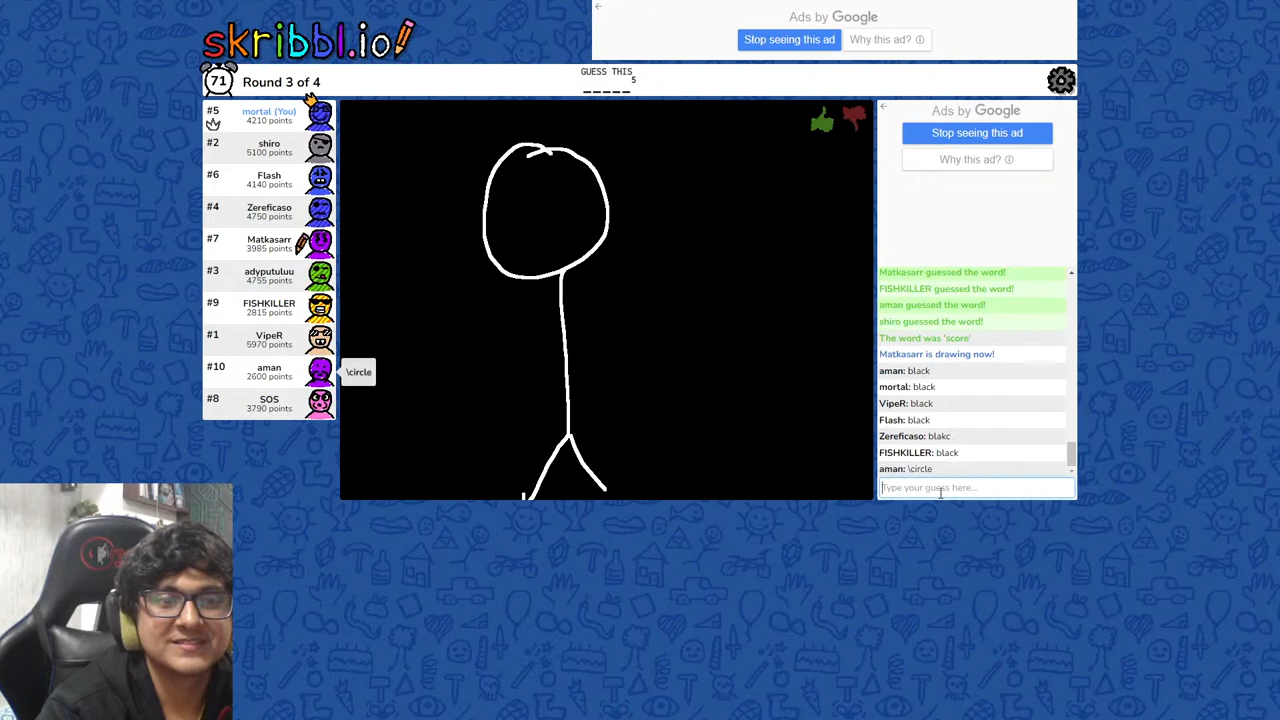 Ads by Google
Stop seeing this ad
Why this ad?
skribbl.io
71
Round 3 of 4
GUESS THIS
5
_____
#5
mortal (You)
4210 points
#2
shiro
5100 points
#6
Flash
4140 points
#4
Zereficaso
4750 points
#7
Matkasarr
3985 points
#3
adyputuluu
4755 points
#9
FISHKILLER
2815 points
#1
VipeR
5970 points
#10
aman
2600 points
\circle
#8
SOS
3790 points
Ads by Google
Stop seeing this ad
Why this ad?
Matkasarr guessed the word!
FISHKILLER guessed the word!
aman guessed the word!
shiro guessed the word!
The word was 'score'
Matkasarr is drawing now!
aman: black
mortal: black
VipeR: black
Flash: black
Zereficaso: blakc
FISHKILLER: black
aman: \circle
Type your guess here...